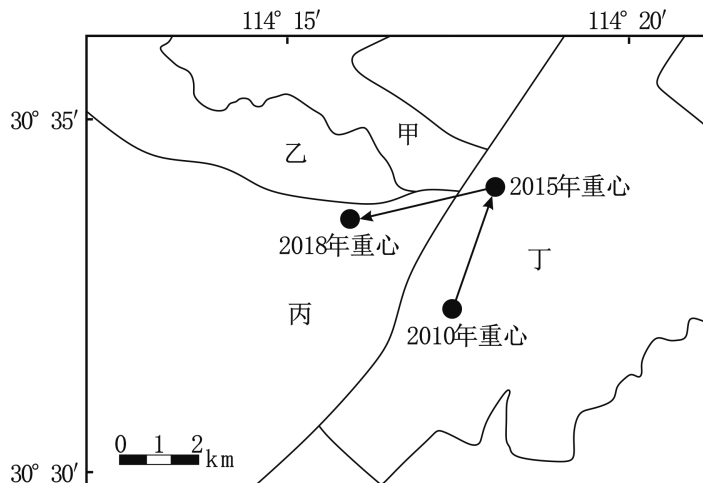 114° 15′
114° 20′
30° 35′
甲
乙
2015年重心
2018年重心
丁
丙
2010年重心
0 1 2
km
30° 30′